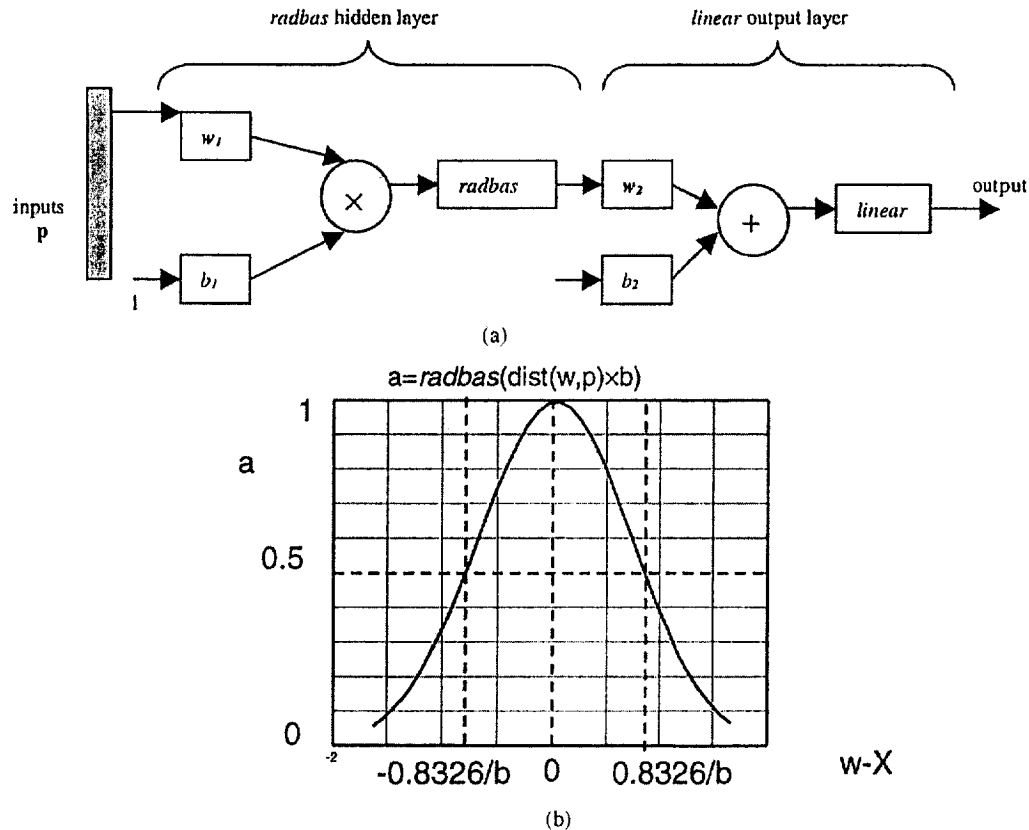 radbas hidden layer
linear output layer
w₁
×
radbas
w₂
+
linear
output
inputs
p
1
b₁
b₂
(a)
a=radbas(dist(w,p)×b)
1
a
0.5
0
-2
-0.8326/b
0
0.8326/b
w-X
(b)